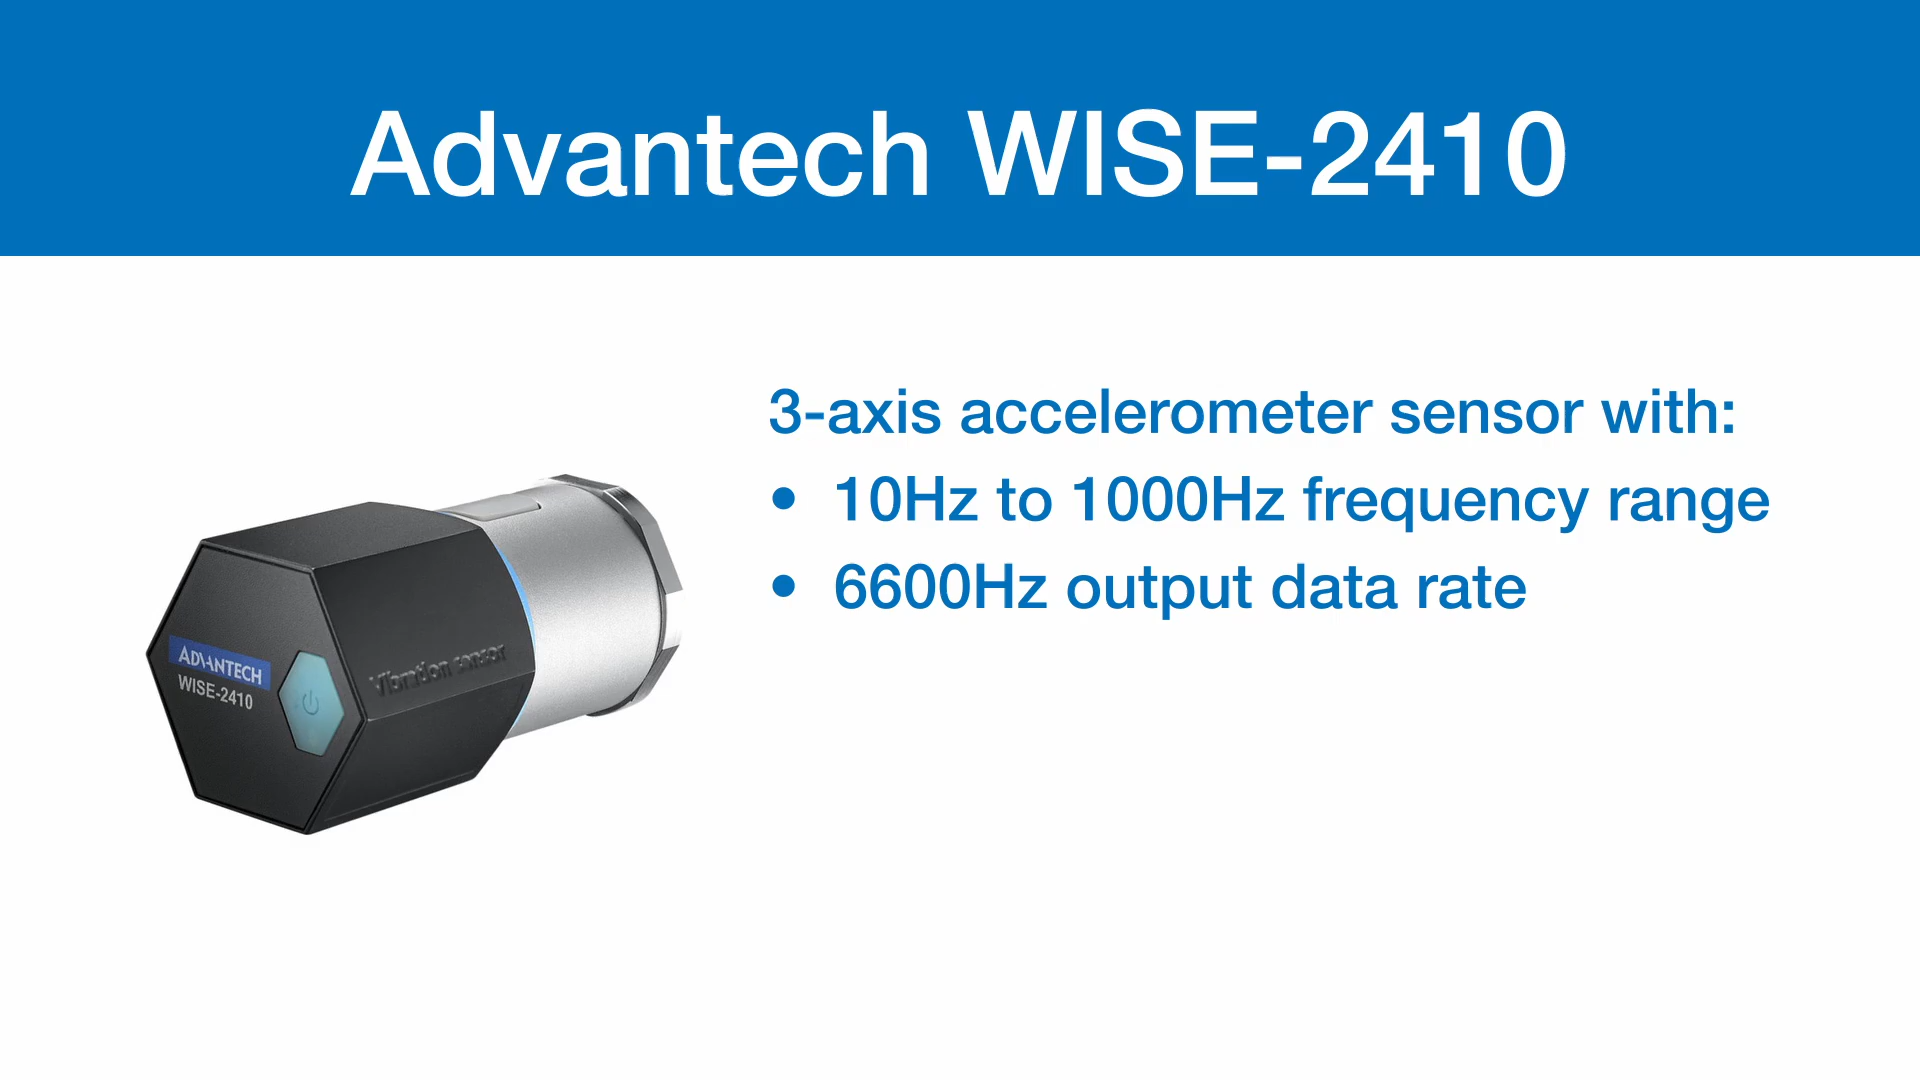 Advantech WISE-2410
3-axis accelerometer sensor with:
• 10Hz to 1000Hz frequency range
• 6600Hz output data rate
ADVANTECH
WISE-2410
Vibration sensor